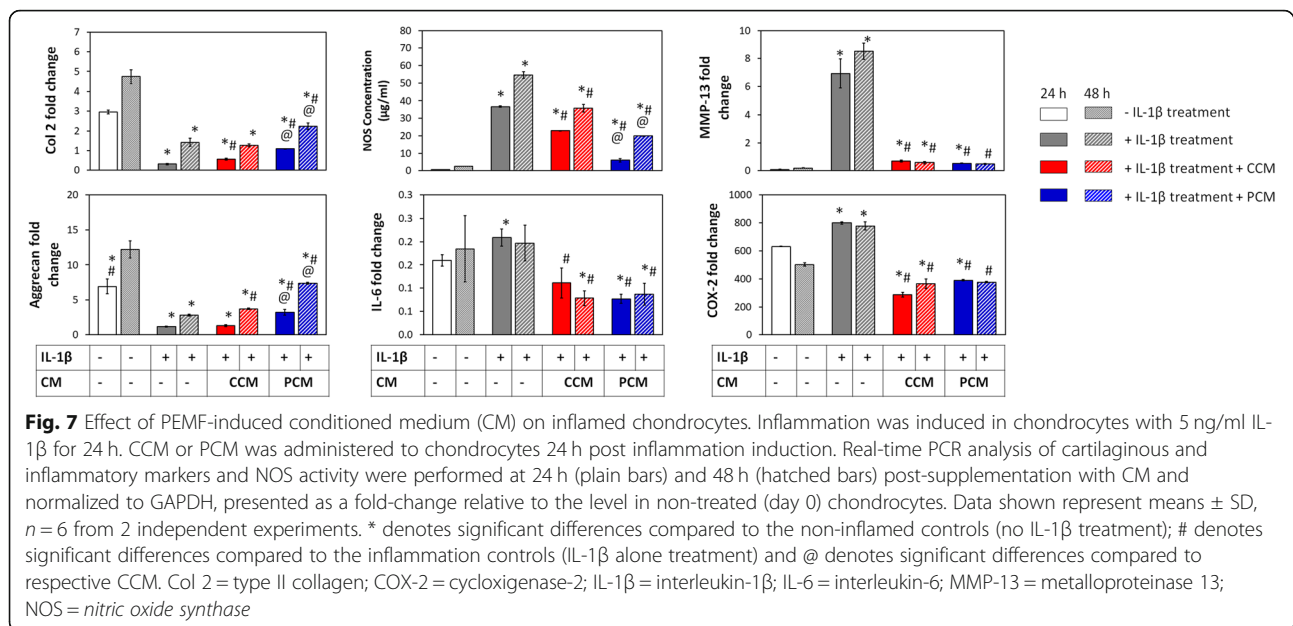 Col 2 fold change
7
6
5
4
3
2
1
0
* * *# * *# @ *# @
NOS Concentration
(µg/ml)
80
70
60
50
40
30
20
10
0
* * *# *# *# @ *# @
MMP-13 fold
change
10
8
6
4
2
0
* * *# *# *# #
24 h 48 h
- IL-1β treatment
+ IL-1β treatment
+ IL-1β treatment + CCM
+ IL-1β treatment + PCM
Aggrecan fold
change
20
15
10
5
0
* # * * * *# *# @ *# @
IL-6 fold change
0.3
0.3
0.2
0.2
0.1
0.1
0.0
* # *# *# *#
COX-2 fold change
1000
800
600
400
200
0
* * *# *# *# #
IL-1β - - + + + + + +
CM - - - - CCM PCM
IL-1β - - + + + + + +
CM - - - - CCM PCM
IL-1β - - + + + + + +
CM - - - - CCM PCM
Fig. 7 Effect of PEMF-induced conditioned medium (CM) on inflamed chondrocytes. Inflammation was induced in chondrocytes with 5 ng/ml IL-
1β for 24 h. CCM or PCM was administered to chondrocytes 24 h post inflammation induction. Real-time PCR analysis of cartilaginous and
inflammatory markers and NOS activity were performed at 24 h (plain bars) and 48 h (hatched bars) post-supplementation with CM and
normalized to GAPDH, presented as a fold-change relative to the level in non-treated (day 0) chondrocytes. Data shown represent means ± SD,
n = 6 from 2 independent experiments. * denotes significant differences compared to the non-inflamed controls (no IL-1β treatment); # denotes
significant differences compared to the inflammation controls (IL-1β alone treatment) and @ denotes significant differences compared to
respective CCM. Col 2 = type II collagen; COX-2 = cycloxigenase-2; IL-1β = interleukin-1β; IL-6 = interleukin-6; MMP-13 = metalloproteinase 13;
NOS = nitric oxide synthase